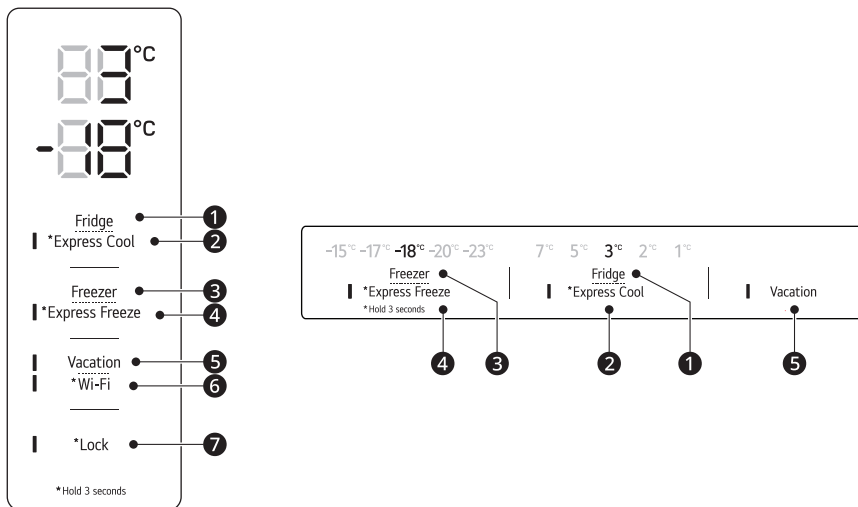 3°C
-18°C
Fridge 1
*Express Cool 2
Freezer 3
*Express Freeze 4
Vacation 5
*Wi-Fi 6
*Lock 7
*Hold 3 seconds
-15°C -17°C -18°C -20°C -23°C 7°C 5°C 3°C 2°C 1°C
Freezer Fridge
*Express Freeze *Express Cool Vacation
*Hold 3 seconds
4 3 2 1 5